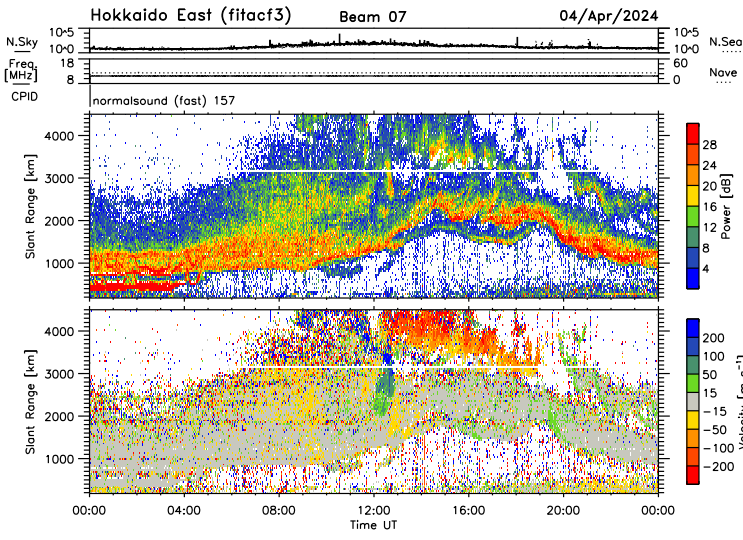 Hokkaido East (fitacf3) Beam 07 04/Apr/2024
N.Sky 10^5 10^0 10^5 10^0 N.Sea
Freq. [MHz] 18 8 60 0 Nave
CPID normalsound (fast) 157
Slant Range [km] 4000 3000 2000 1000
Power [dB] 28 24 20 16 12 8 4
Slant Range [km] 4000 3000 2000 1000
200 100 50 15 -15 -50 -100 -200
Velocity [m s⁻¹]
00:00 04:00 08:00 12:00 16:00 20:00 00:00
Time UT